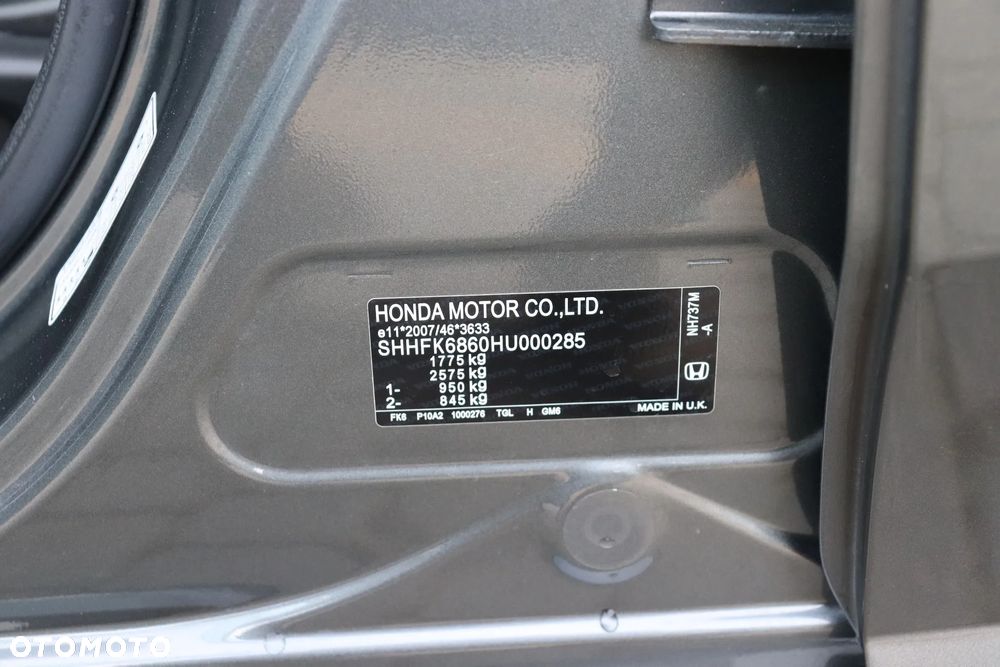 HONDA MOTOR CO.,LTD.
e11*2007/46*3633
SHHFK6860HU000285
1775 kg
2575 kg
1- 950 kg
2- 845 kg
FK6 P10A2 1000276 TGL H GM6
MADE IN U.K.
NH737M
-A
OTOMOTO